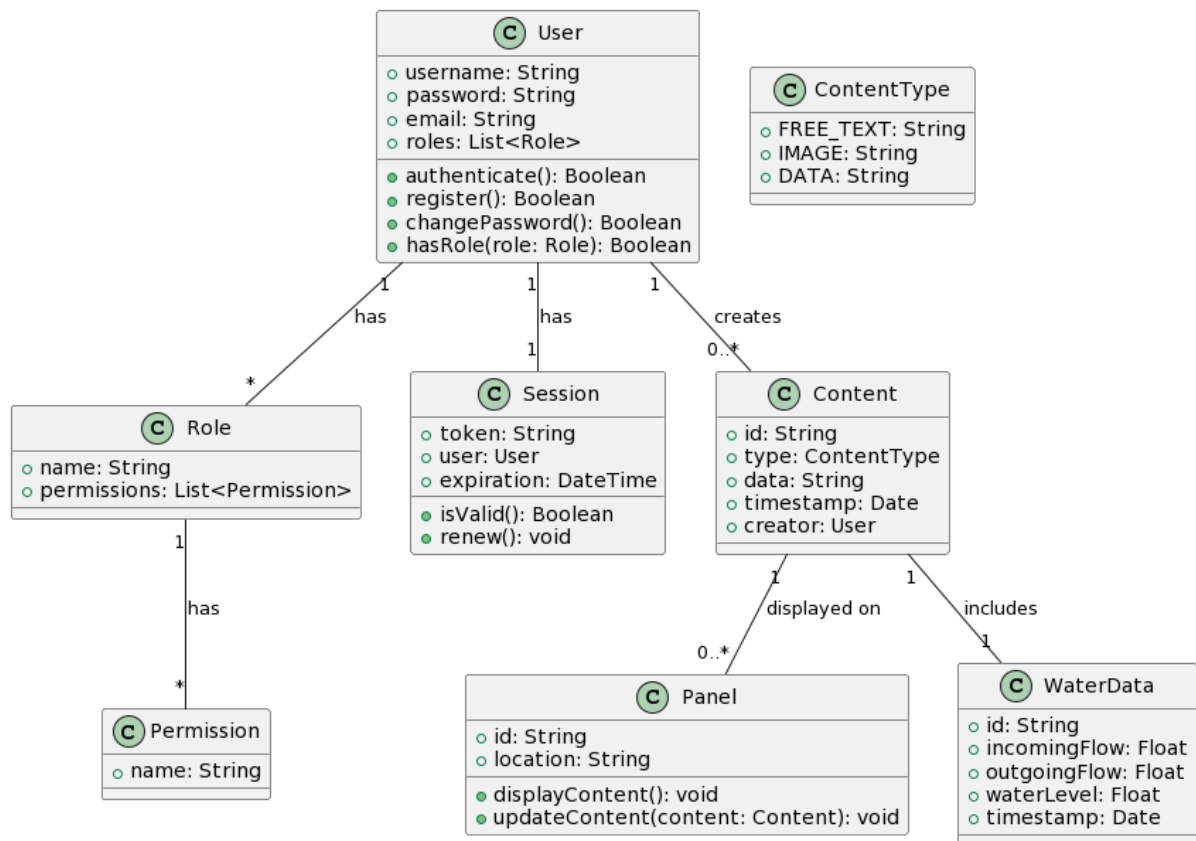 C User
username: String
password: String
email: String
roles: List<Role>
authenticate(): Boolean
register(): Boolean
changePassword(): Boolean
hasRole(role: Role): Boolean
C ContentType
FREE_TEXT: String
IMAGE: String
DATA: String
1
has
*
1
has
1
1
creates
0..*
C Role
name: String
permissions: List<Permission>
C Session
token: String
user: User
expiration: DateTime
isValid(): Boolean
renew(): void
C Content
id: String
type: ContentType
data: String
timestamp: Date
creator: User
1
has
*
1
displayed on
0..*
1
includes
1
C Permission
name: String
C Panel
id: String
location: String
displayContent(): void
updateContent(content: Content): void
C WaterData
id: String
incomingFlow: Float
outgoingFlow: Float
waterLevel: Float
timestamp: Date